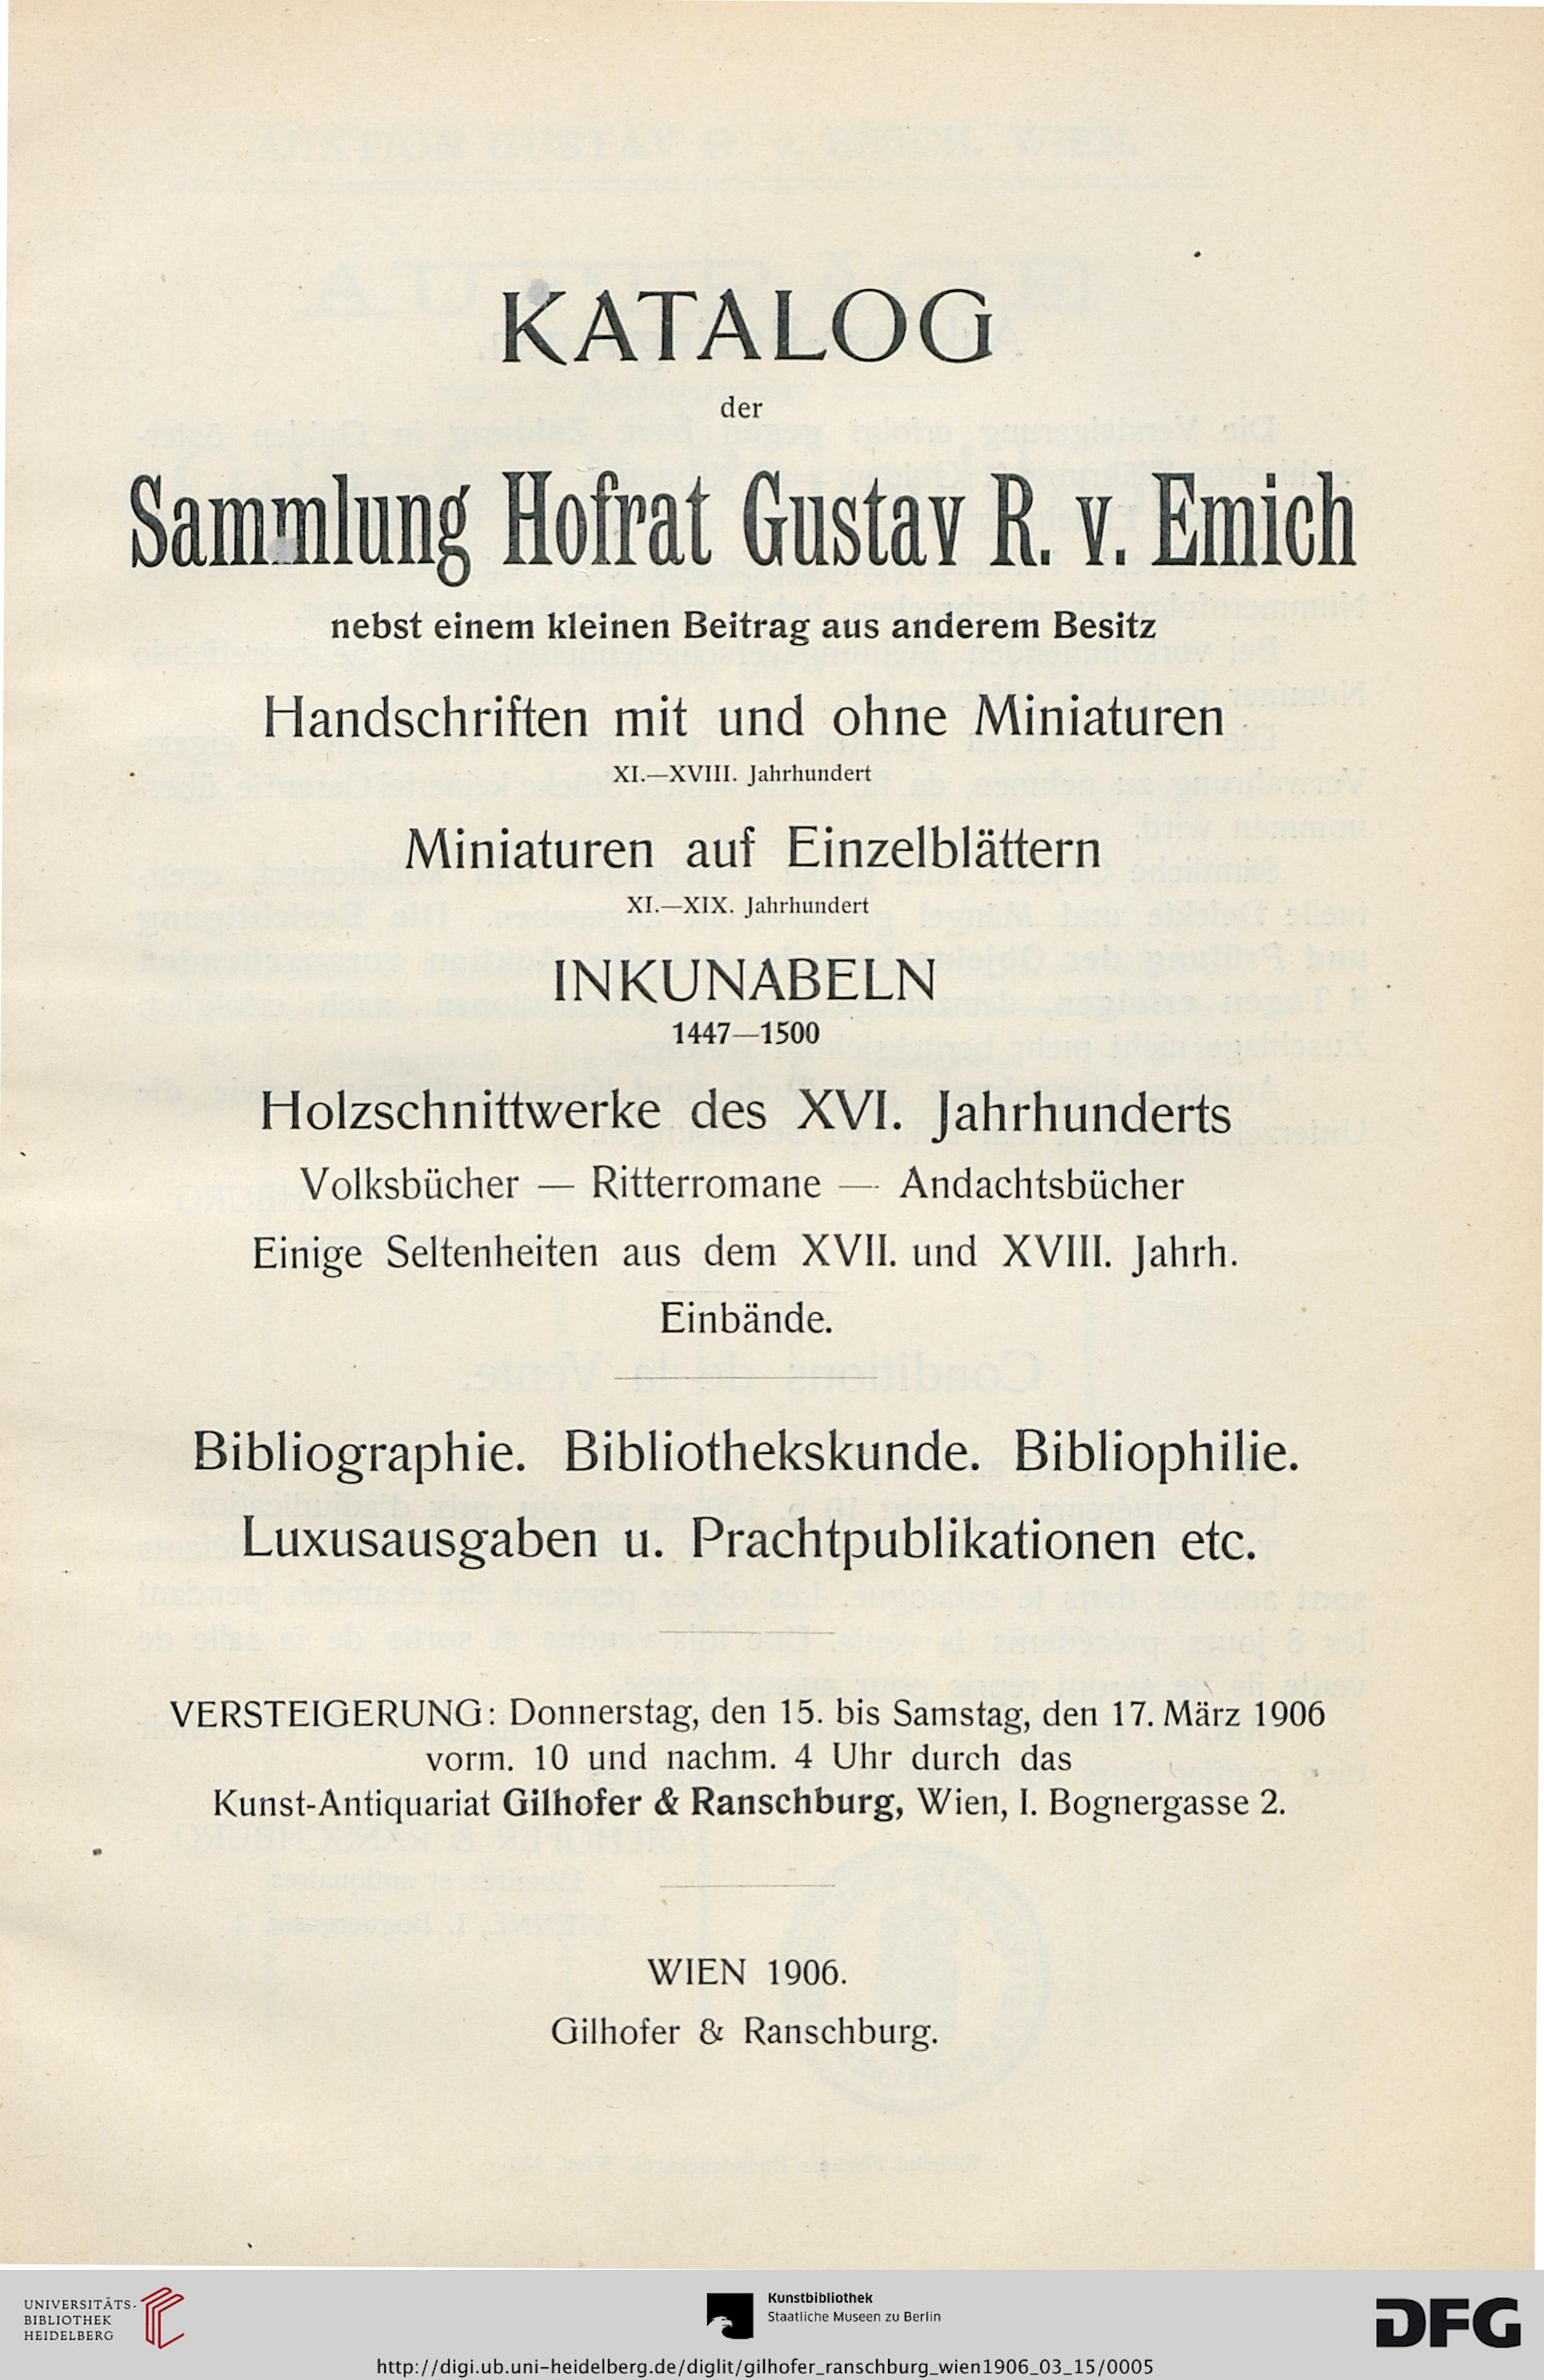 KATALOG
der
Sammlung Hofrat Gustav R. v. Emich
nebst einem kleinen Beitrag aus anderem Besitz
Handschriften mit und ohne Miniaturen
XI.—XVIII. Jahrhundert
Miniaturen auf Einzelblättern
XI.—XIX. Jahrhundert
INKUNABELN
1447—1500
Holzschnittwerke des XVI. Jahrhunderts
Volksbücher — Ritterromane — Andachtsbücher
Einige Seltenheiten aus dem XVII. und XVIII. Jahrh.
Einbände.
Bibliographie. Bibliothekskunde. Bibliophilie.
Luxusausgaben u. Prachtpublikationen etc.
VERSTEIGERUNG: Donnerstag, den 15. bis Samstag, den 17. März 1906
vorm. 10 und nachm. 4 Uhr durch das
Kunst-Antiquariat Gilhofer & Ranschburg, Wien, I. Bognergasse 2.
WIEN 1906.
Gilhofer & Ranschburg.
UNIVERSITÄTS-
BIBLIOTHEK
HEIDELBERG
Kunstbibliothek
Staatliche Museen zu Berlin
DFG
http://digi.ub.uni-heidelberg.de/diglit/gilhofer_ranschburg_wien1906_03_15/0005